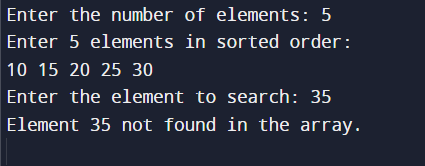 Enter the number of elements: 5
Enter 5 elements in sorted order:
10 15 20 25 30
Enter the element to search: 35
Element 35 not found in the array.